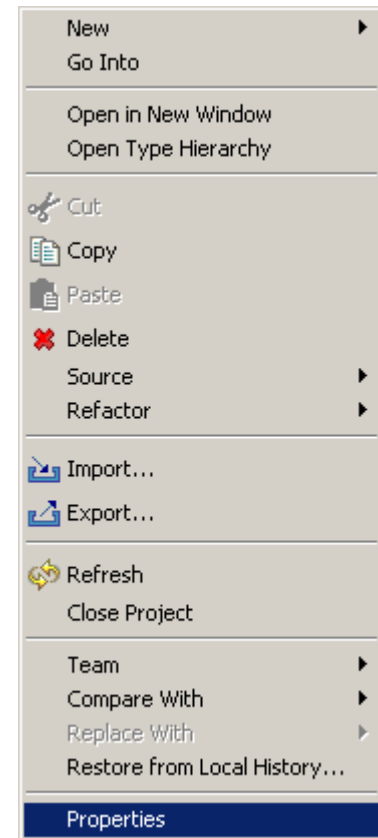 New
Go Into
Open in New Window
Open Type Hierarchy
Cut
Copy
Paste
Delete
Source
Refactor
Import...
Export...
Refresh
Close Project
Team
Compare With
Replace With
Restore from Local History...
Properties